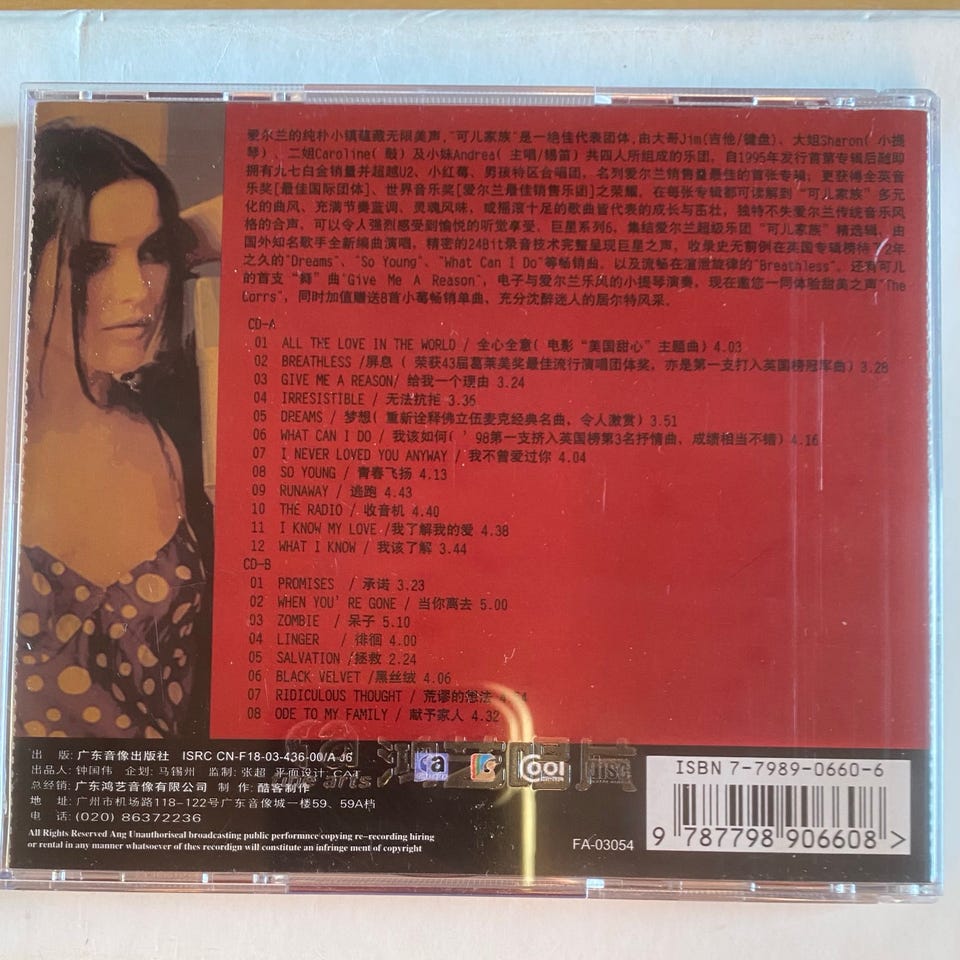 爱尔兰的纯朴小镇蕴藏无限美声,"可儿家族"是一绝佳代表团体,由大哥Jim(吉他/键盘)、大姐Sharon( 小提
琴)、二姐Caroline( 鼓) 及小妹Andrea( 主唱/锡笛) 共四人所组成的乐团, 自1995年发行首第专辑后随即
拥有九七白金销量并超越U2、小红莓、男孩特区合唱团, 名列爱尔兰销售量最佳的首张专辑; 更获得全英音
乐奖[最佳国际团体]、世界音乐奖[爱尔兰最佳销售乐团]之荣耀, 在每张专辑都可读解到 "可儿家族" 多元
化的曲风、充满节奏蓝调、灵魂风味, 或摇滚十足的歌曲皆代表的成长与茁壮, 独特不失爱尔兰传统音乐风
格的合声, 可以令人强烈感受到愉悦的听觉享受, 巨星系列6, 集结爱尔兰超级乐团 "可儿家族" 精选辑、由
国外知名歌手全新编曲演唱, 精密的24Bit录音技术完整呈现巨星之声, 收录史无前例在英国专辑榜 2年
之久的"Dreams"、"So Young"、"What Can I Do"等畅销曲, 以及流畅在渲泄旋律的"Breathless", 还有可儿
的首支 "舞" 曲"Give Me A Reason", 电子与爱尔兰乐风的小提琴演奏, 现在邀您一同体验甜美之声"The
Corrs", 同时加值赠送8首小莓畅销单曲, 充分沈醉迷人的居尔特风采.
CD-A
01 ALL THE LOVE IN THE WORLD / 全心全意( 电影 "美国甜心" 主题曲) 4.03
02 BREATHLESS /屏息 ( 荣获43届葛莱美奖最佳流行演唱团体奖, 亦是第一支打入英国榜冠军曲) 3.28
03 GIVE ME A REASON/ 给我一个理由 3.24
04 IRRESISTIBLE / 无法抗拒 3.35
05 DREAMS / 梦想( 重新诠释佛立伍麦克经典名曲, 令人激赏) 3.51
06 WHAT CAN I DO / 我该如何( ' 98第一支挤入英国榜第3名抒情曲, 成绩相当不错) 4.16
07 I NEVER LOVED YOU ANYWAY / 我不曾爱过你 4.04
08 SO YOUNG / 青春飞扬 4.13
09 RUNAWAY / 逃跑 4.43
10 THE RADIO / 收音机 4.40
11 I KNOW MY LOVE /我了解我的爱 4.38
12 WHAT I KNOW / 我该了解 3.44
CD-B
01 PROMISES / 承诺 3.23
02 WHEN YOU' RE GONE / 当你离去 5.00
03 ZOMBIE / 呆子 5.10
04 LINGER / 徘徊 4.00
05 SALVATION /拯救 2.24
06 BLACK VELVET /黑丝绒 4.06
07 RIDICULOUS THOUGHT / 荒谬的想法
08 ODE TO MY FAMILY / 献予家人 4.32
出 版: 广东音像出版社 ISRC CN-F18-03-436-00/A·J6
出品人: 钟国伟 企划: 马锡州 监制: 张超 平面设计: CAT
总经销: 广东鸿艺音像有限公司 制 作: 酷客制作
地 址: 广州市机场路118-122号广东音像城一楼59、59A档
电 话: (020) 86372236
All Rights Reserved Ang Unauthoriseal broadcasting public performance copying re-recording hiring
or rental in any manner whatsoever of thes recordign will constitute an infringe ment of copyright
鸿艺唱片
Cool
disc
FA-03054
ISBN 7-7989-0660-6
9 787798 906608 >